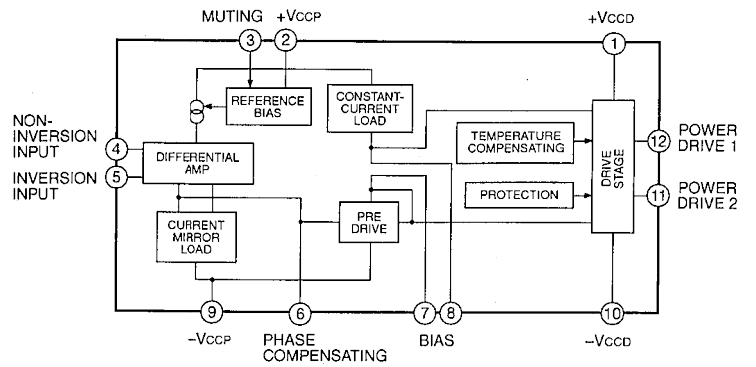 MUTING
+VCCP
+VCCD
3
2
1
REFERENCE
BIAS
CONSTANT-
CURRENT
LOAD
NON-
INVERSION
INPUT
4
INVERSION
INPUT
5
DIFFERENTIAL
AMP
TEMPERATURE
COMPENSATING
PROTECTION
DRIVE
STAGE
12
POWER
DRIVE 1
11
POWER
DRIVE 2
CURRENT
MIRROR
LOAD
PRE
DRIVE
9
6
7
8
10
–VCCP
PHASE
COMPENSATING
BIAS
–VCCD